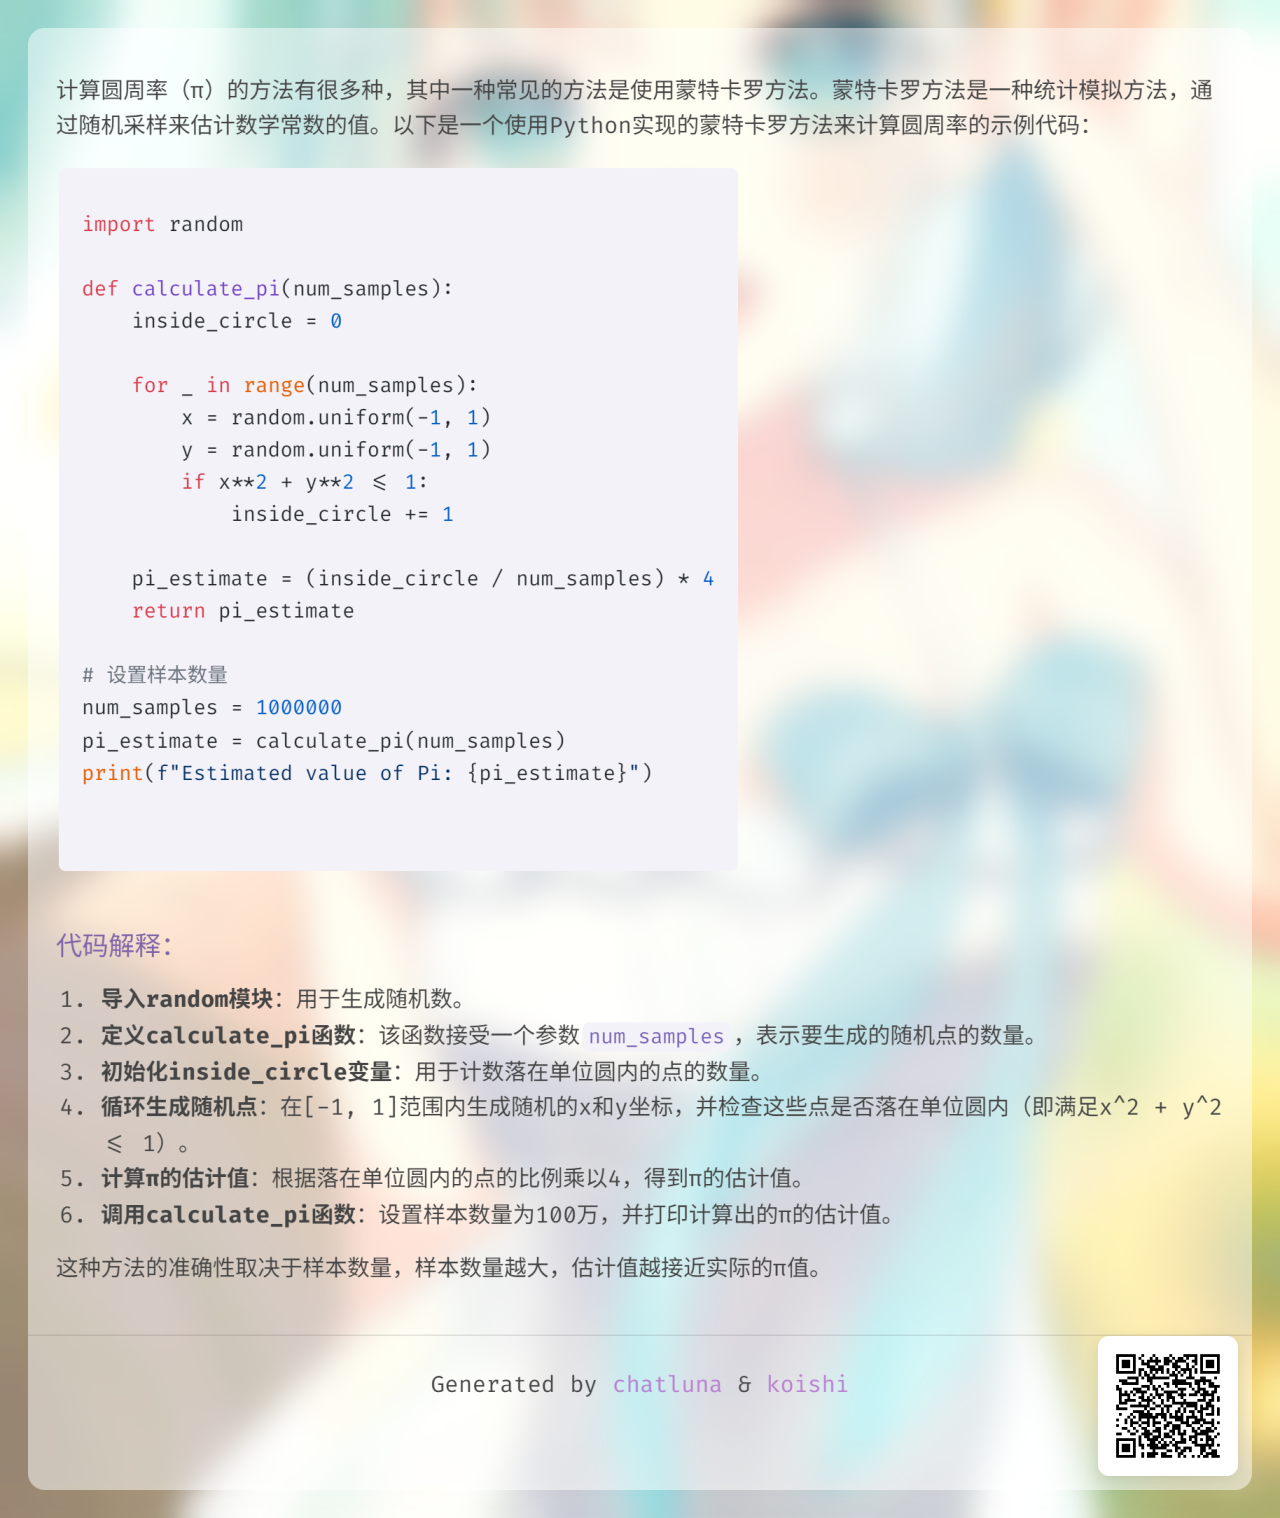 计算圆周率（π）的方法有很多种，其中一种常见的方法是使用蒙特卡罗方法。蒙特卡罗方法是一种统计模拟方法，通
过随机采样来估计数学常数的值。以下是一个使用Python实现的蒙特卡罗方法来计算圆周率的示例代码：
import random
def calculate_pi(num_samples):
    inside_circle = 0
    for _ in range(num_samples):
        x = random.uniform(-1, 1)
        y = random.uniform(-1, 1)
        if x**2 + y**2 ⩽ 1:
            inside_circle += 1
    pi_estimate = (inside_circle / num_samples) * 4
    return pi_estimate
# 设置样本数量
num_samples = 1000000
pi_estimate = calculate_pi(num_samples)
print(f"Estimated value of Pi: {pi_estimate}")
代码解释：
1. 导入random模块：用于生成随机数。
2. 定义calculate_pi函数：该函数接受一个参数 num_samples ，表示要生成的随机点的数量。
3. 初始化inside_circle变量：用于计数落在单位圆内的点的数量。
4. 循环生成随机点：在[-1, 1]范围内生成随机的x和y坐标，并检查这些点是否落在单位圆内（即满足x^2 + y^2
⩽ 1）。
5. 计算π的估计值：根据落在单位圆内的点的比例乘以4，得到π的估计值。
6. 调用calculate_pi函数：设置样本数量为100万，并打印计算出的π的估计值。
这种方法的准确性取决于样本数量，样本数量越大，估计值越接近实际的π值。
Generated by chatluna & koishi